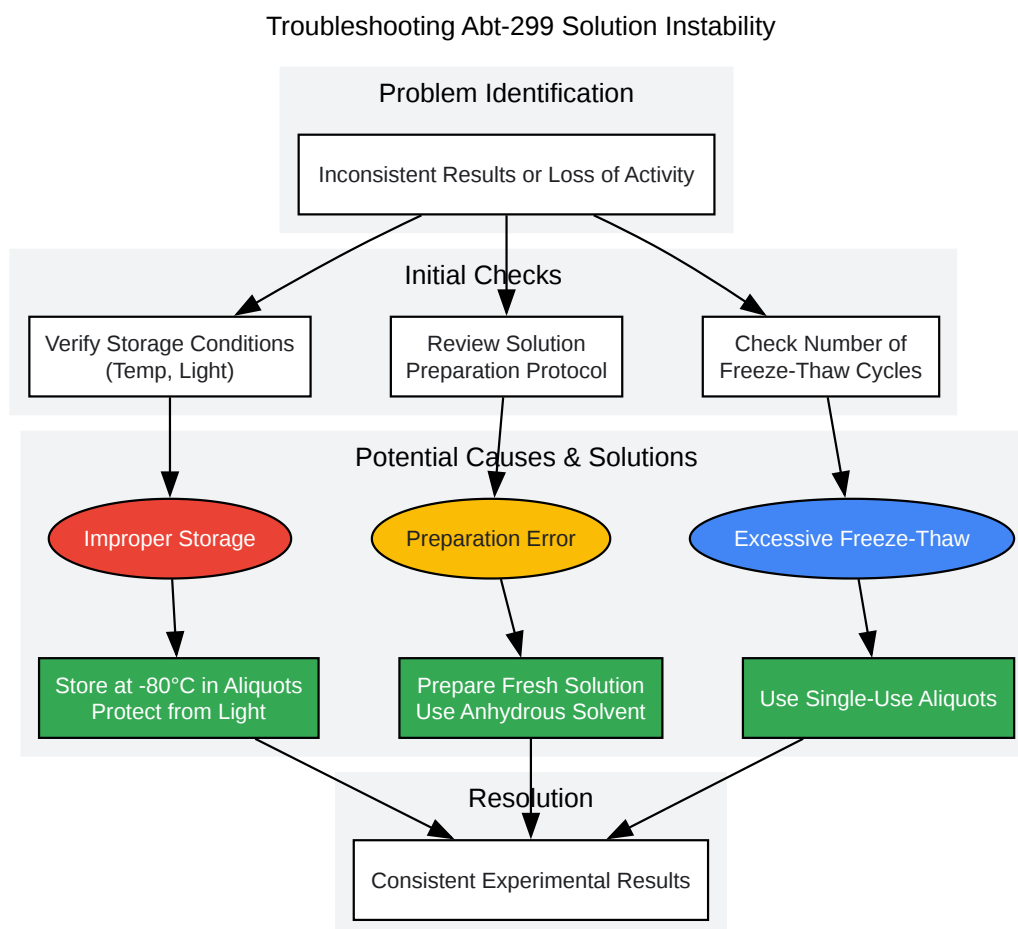 Troubleshooting Abt-299 Solution Instability
Problem Identification
Inconsistent Results or Loss of Activity
Initial Checks
Verify Storage Conditions
(Temp, Light)
Review Solution
Preparation Protocol
Check Number of
Freeze-Thaw Cycles
Potential Causes & Solutions
Improper Storage
Preparation Error
Excessive Freeze-Thaw
Store at -80°C in Aliquots
Protect from Light
Prepare Fresh Solution
Use Anhydrous Solvent
Use Single-Use Aliquots
Resolution
Consistent Experimental Results